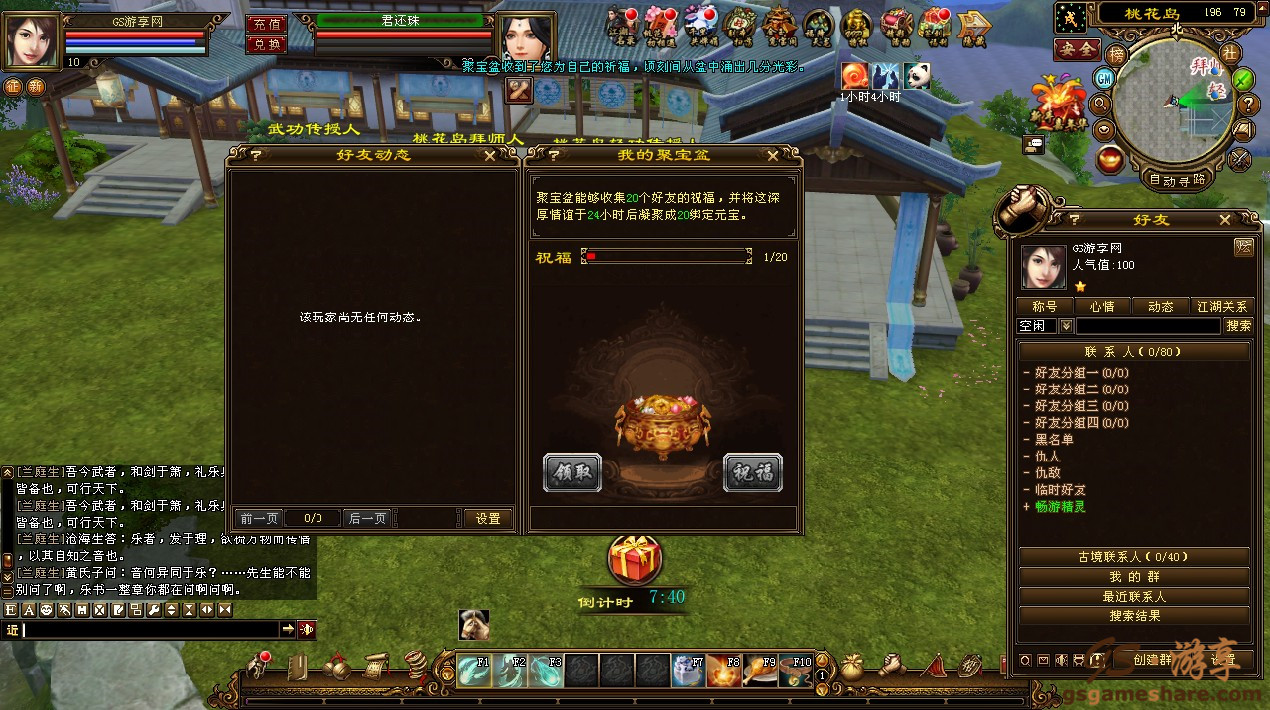 GS游享网
10
充值
兑换
君还珠
聚宝盆收到了您为自己的祈福，顷刻间从盆中涌出几分光彩。
1小时4小时
征
新
桃花岛
196 79
北
安全
榜
社
GM
自动寻路
武功传授人
桃花岛拜师人
好友动态
该玩家尚无任何动态。
前一页
0/0
后一页
设置
我的聚宝盆
聚宝盆能够收集20个好友的祝福，并将这深
厚情谊于24小时后凝聚成20绑定元宝。
祝福
1/20
领取
祝福
倒计时 7:40
好友
GS游享网
人气值:100
称号
心情
动态
江湖关系
空闲
搜索
联 系 人（0/80）
- 好友分组一(0/0)
- 好友分组二(0/0)
- 好友分组三(0/0)
- 好友分组四(0/0)
- 黑名单
- 仇人
- 仇敌
- 临时好友
+ 畅游精灵
古境联系人（0/40）
我 的 群
最近联系人
搜索结果
创建群
[兰庭生]吾今武者，和剑于箫，礼乐
皆备也，可行天下。
[兰庭生]吾今武者，和剑于箫，礼乐
皆备也，可行天下。
[兰庭生]沧海生答：乐者，发于理，欲梳万物而传情
，以其自知之音也。
[兰庭生]黄氏子问：音何异同于乐？……先生能不能
别问了啊，乐书一整章你都在问啊问啊。
近
F1
F2
F3
F7
F8
F9
F10
1
GS游享
gsgameshare.com